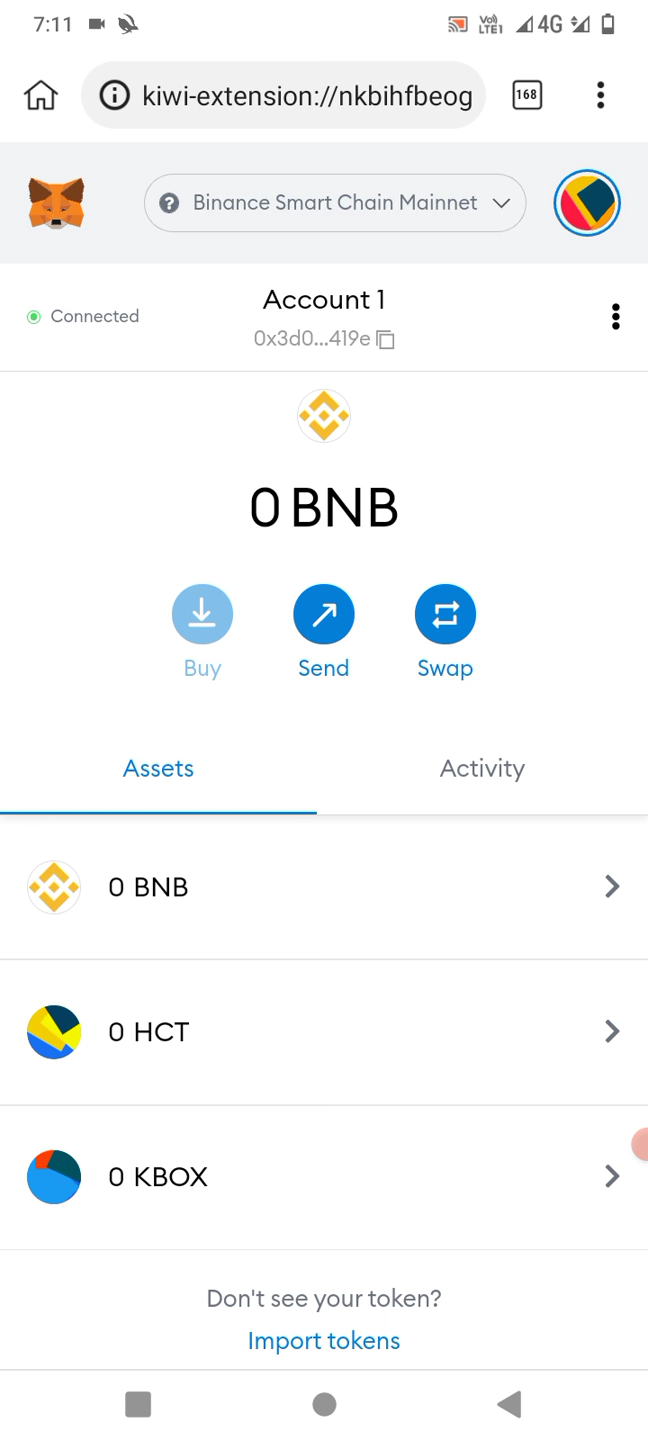 7:11 Vo) LTE1 4G
kiwi-extension://nkbihfbeog 168
Binance Smart Chain Mainnet
Connected
Account 1
0x3d0...419e
0 BNB
Buy Send Swap
Assets Activity
0 BNB
0 HCT
0 KBOX
Don't see your token?
Import tokens